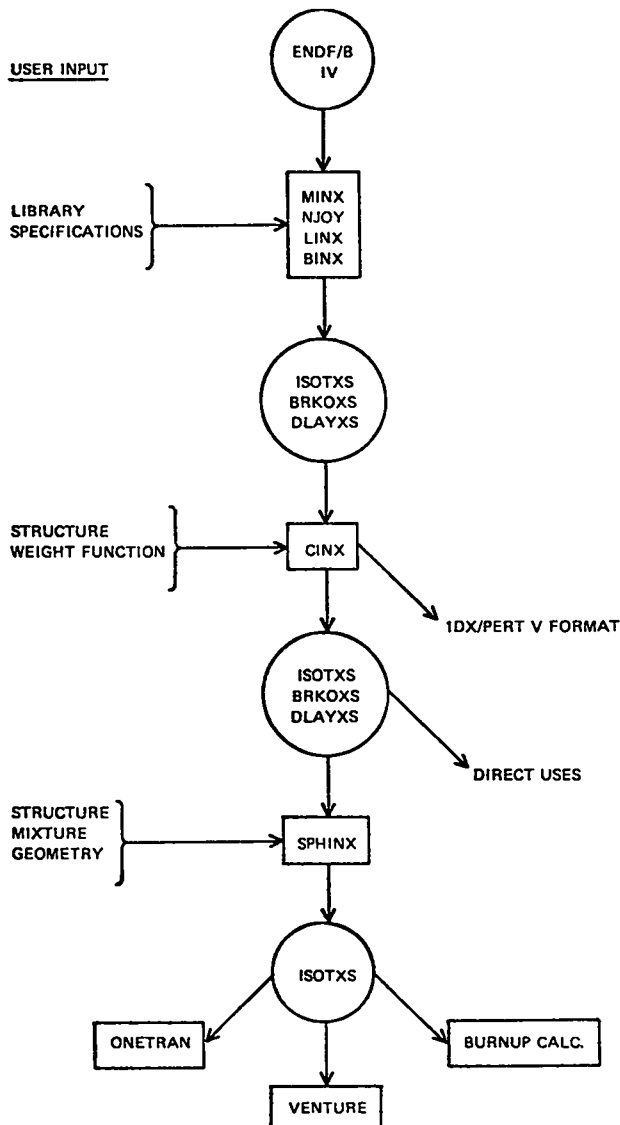 ENDF/B
IV
USER INPUT
MINX
NJOY
LINX
BINX
LIBRARY
SPECIFICATIONS
ISOTXS
BRKOXS
DLAYXS
STRUCTURE
WEIGHT FUNCTION
CINX
1DX/PERT V FORMAT
ISOTXS
BRKOXS
DLAYXS
DIRECT USES
STRUCTURE
MIXTURE
GEOMETRY
SPHINX
ISOTXS
ONETRAN
BURNUP CALC.
VENTURE